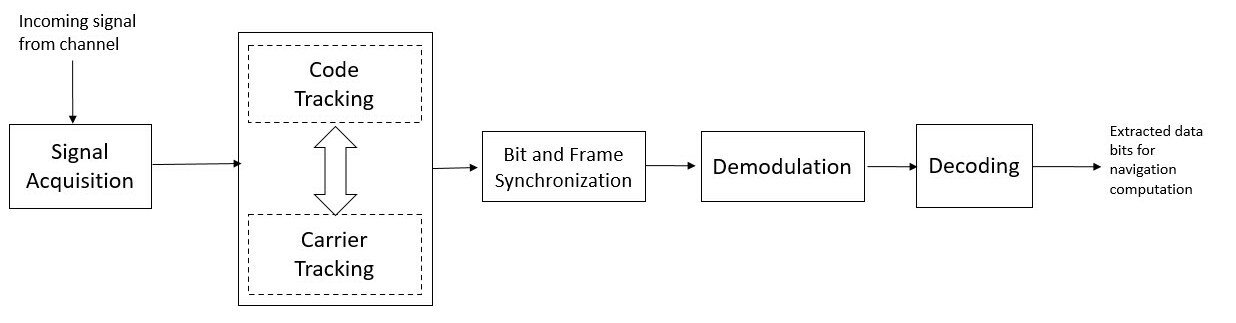 Incoming signal
from channel
Signal
Acquisition
Code
Tracking
Carrier
Tracking
Bit and Frame
Synchronization
Demodulation
Decoding
Extracted data
bits for
navigation
computation